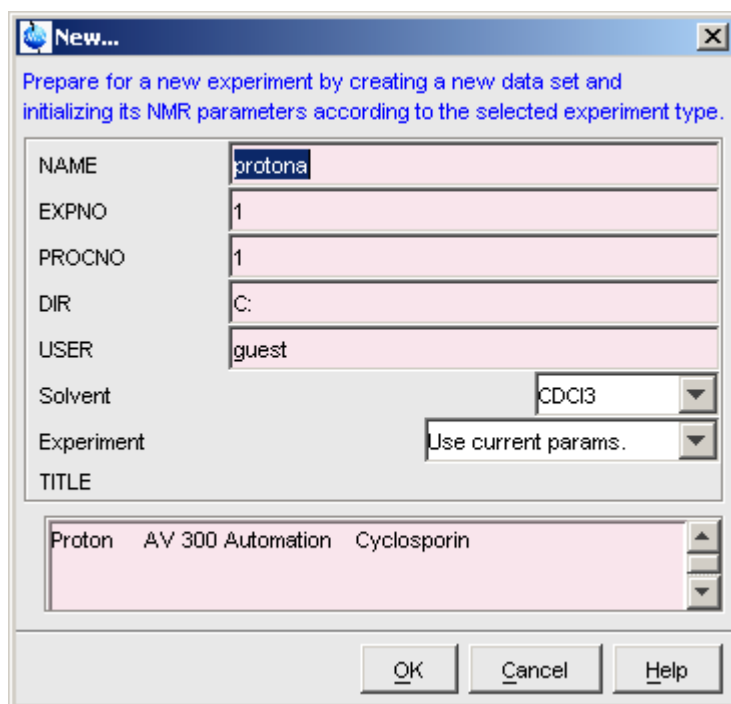 New...
Prepare for a new experiment by creating a new data set and
initializing its NMR parameters according to the selected experiment type.
NAME protona
EXPNO 1
PROCNO 1
DIR C:
USER guest
Solvent CDCl3
Experiment Use current params.
TITLE
Proton AV 300 Automation Cyclosporin
OK Cancel Help